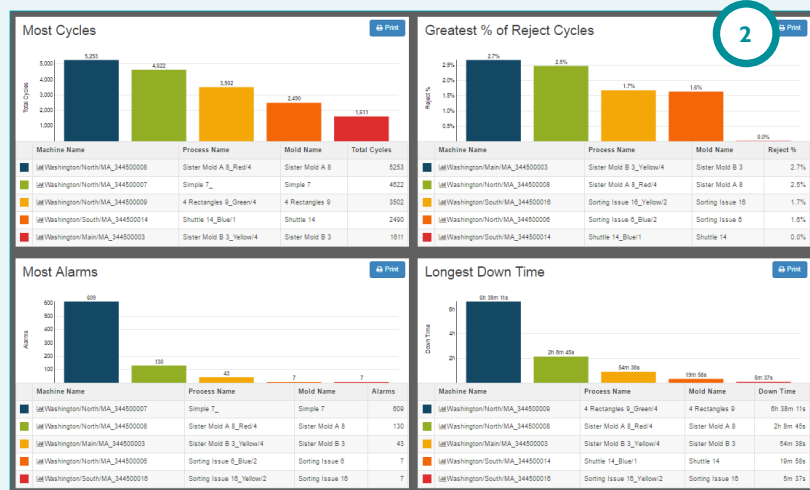 Most Cycles
Print
5,253
4,622
3,502
2,490
1,611
5,000
4,000
3,000
2,000
1,000
Total Cycles
Machine Name Process Name Mold Name Total Cycles
Washington/North/MA_344500008 Sister Mold A 8_Red/4 Sister Mold A 8 5253
Washington/North/MA_344500007 Simple 7_ Simple 7 4622
Washington/North/MA_344500009 4 Rectangles 9_Green/4 4 Rectangles 9 3502
Washington/South/MA_344500014 Shuttle 14_Blue/1 Shuttle 14 2490
Washington/Main/MA_344500003 Sister Mold B 3_Yellow/4 Sister Mold B 3 1611
Greatest % of Reject Cycles
2
Print
2.7%
2.5%
1.7%
1.6%
0.0%
2.5%
2.0%
1.5%
1.0%
0.5%
Reject %
Machine Name Process Name Mold Name Reject %
Washington/Main/MA_344500003 Sister Mold B 3_Yellow/4 Sister Mold B 3 2.7%
Washington/North/MA_344500008 Sister Mold A 8_Red/4 Sister Mold A 8 2.5%
Washington/South/MA_344500016 Sorting Issue 16_Yellow/2 Sorting Issue 16 1.7%
Washington/North/MA_344500006 Sorting Issue 6_Blue/2 Sorting Issue 6 1.6%
Washington/South/MA_344500014 Shuttle 14_Blue/1 Shuttle 14 0.0%
Most Alarms
Print
609
130
43
7
7
600
500
400
300
200
100
Alarms
Machine Name Process Name Mold Name Alarms
Washington/North/MA_344500007 Simple 7_ Simple 7 609
Washington/North/MA_344500008 Sister Mold A 8_Red/4 Sister Mold A 8 130
Washington/Main/MA_344500003 Sister Mold B 3_Yellow/4 Sister Mold B 3 43
Washington/North/MA_344500006 Sorting Issue 6_Blue/2 Sorting Issue 6 7
Washington/South/MA_344500016 Sorting Issue 16_Yellow/2 Sorting Issue 16 7
Longest Down Time
Print
6h 38m 11s
2h 8m 45s
54m 38s
19m 58s
5m 37s
6h
4h
2h
Down Time
Machine Name Process Name Mold Name Down Time
Washington/North/MA_344500009 4 Rectangles 9_Green/4 4 Rectangles 9 6h 38m 11s
Washington/North/MA_344500008 Sister Mold A 8_Red/4 Sister Mold A 8 2h 8m 45s
Washington/Main/MA_344500003 Sister Mold B 3_Yellow/4 Sister Mold B 3 54m 38s
Washington/South/MA_344500014 Shuttle 14_Blue/1 Shuttle 14 19m 58s
Washington/South/MA_344500016 Sorting Issue 16_Yellow/2 Sorting Issue 16 5m 37s